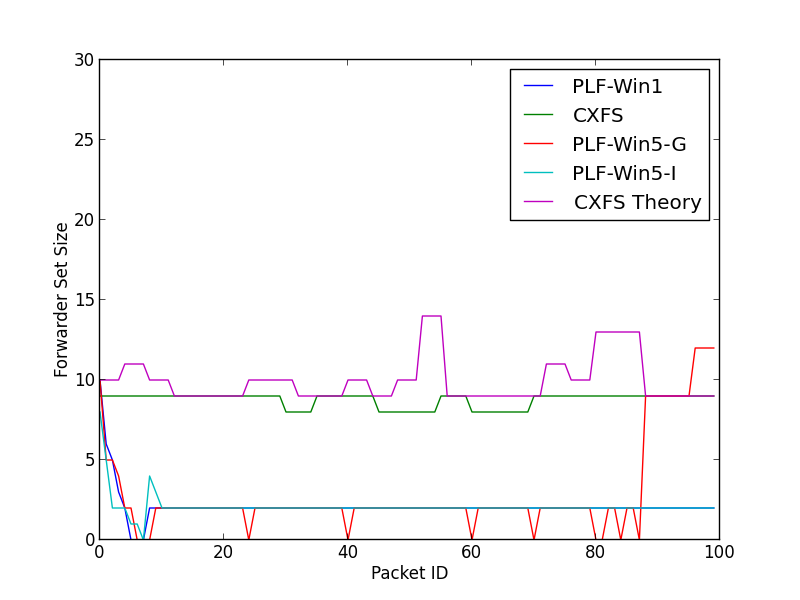 30
25
20
15
10
5
0
Forwarder Set Size
PLF-Win1
CXFS
PLF-Win5-G
PLF-Win5-I
CXFS Theory
0 20 40 60 80 100
Packet ID